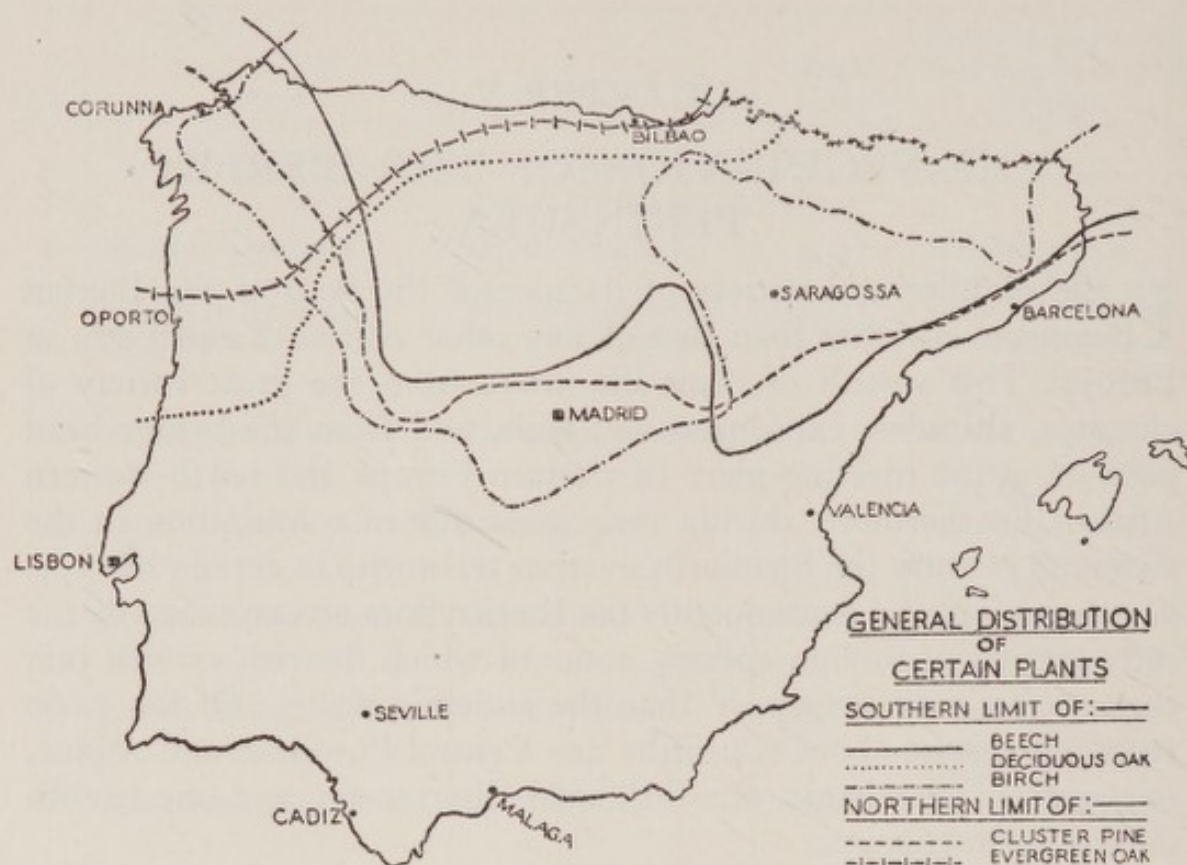 CORUNNA
BILBAO
OPORTO
SARAGOSSA
BARCELONA
MADRID
VALENCIA
LISBON
SEVILLE
CADIZ
MALAGA
GENERAL DISTRIBUTION
OF
CERTAIN PLANTS
SOUTHERN LIMIT OF:
BEECH
DECIDUOUS OAK
BIRCH
NORTHERN LIMIT OF:
CLUSTER PINE
EVERGREEN OAK